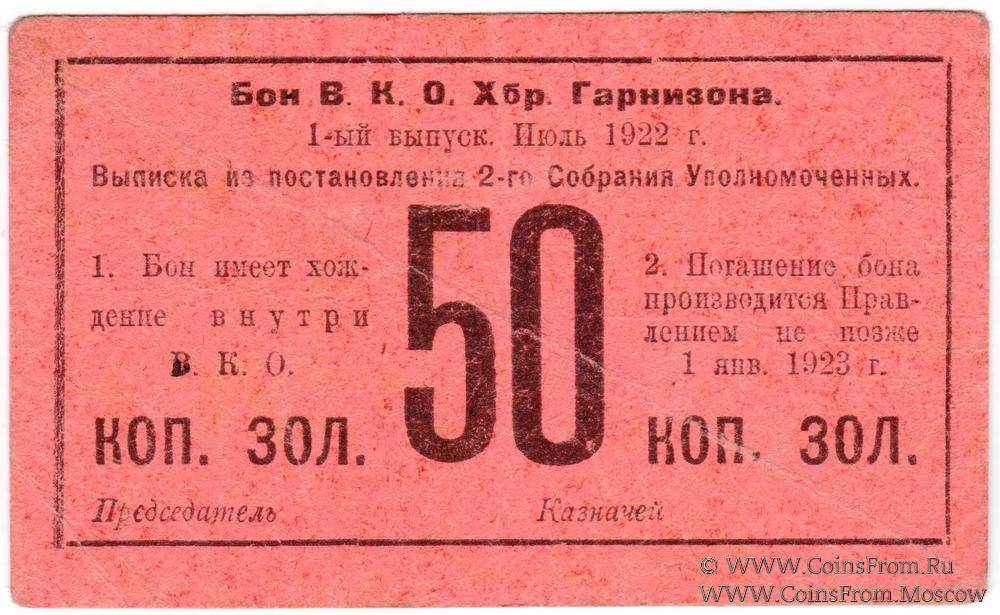 Бон В. К. О. Хбр. Гарнизона.
1-ый выпуск. Июль 1922 г.
Выписка из постановления 2-го Собрания Уполномоченных.
1. Бон имеет хож-
дение внутри
В. К. О.
50
2. Погашение бона
производится Прав-
лением не позже
1 янв. 1923 г.
КОП. ЗОЛ.
КОП. ЗОЛ.
Председатель
Казначей
© WWW.CoinsFrom.Ru
WWW.CoinsFrom.Moscow